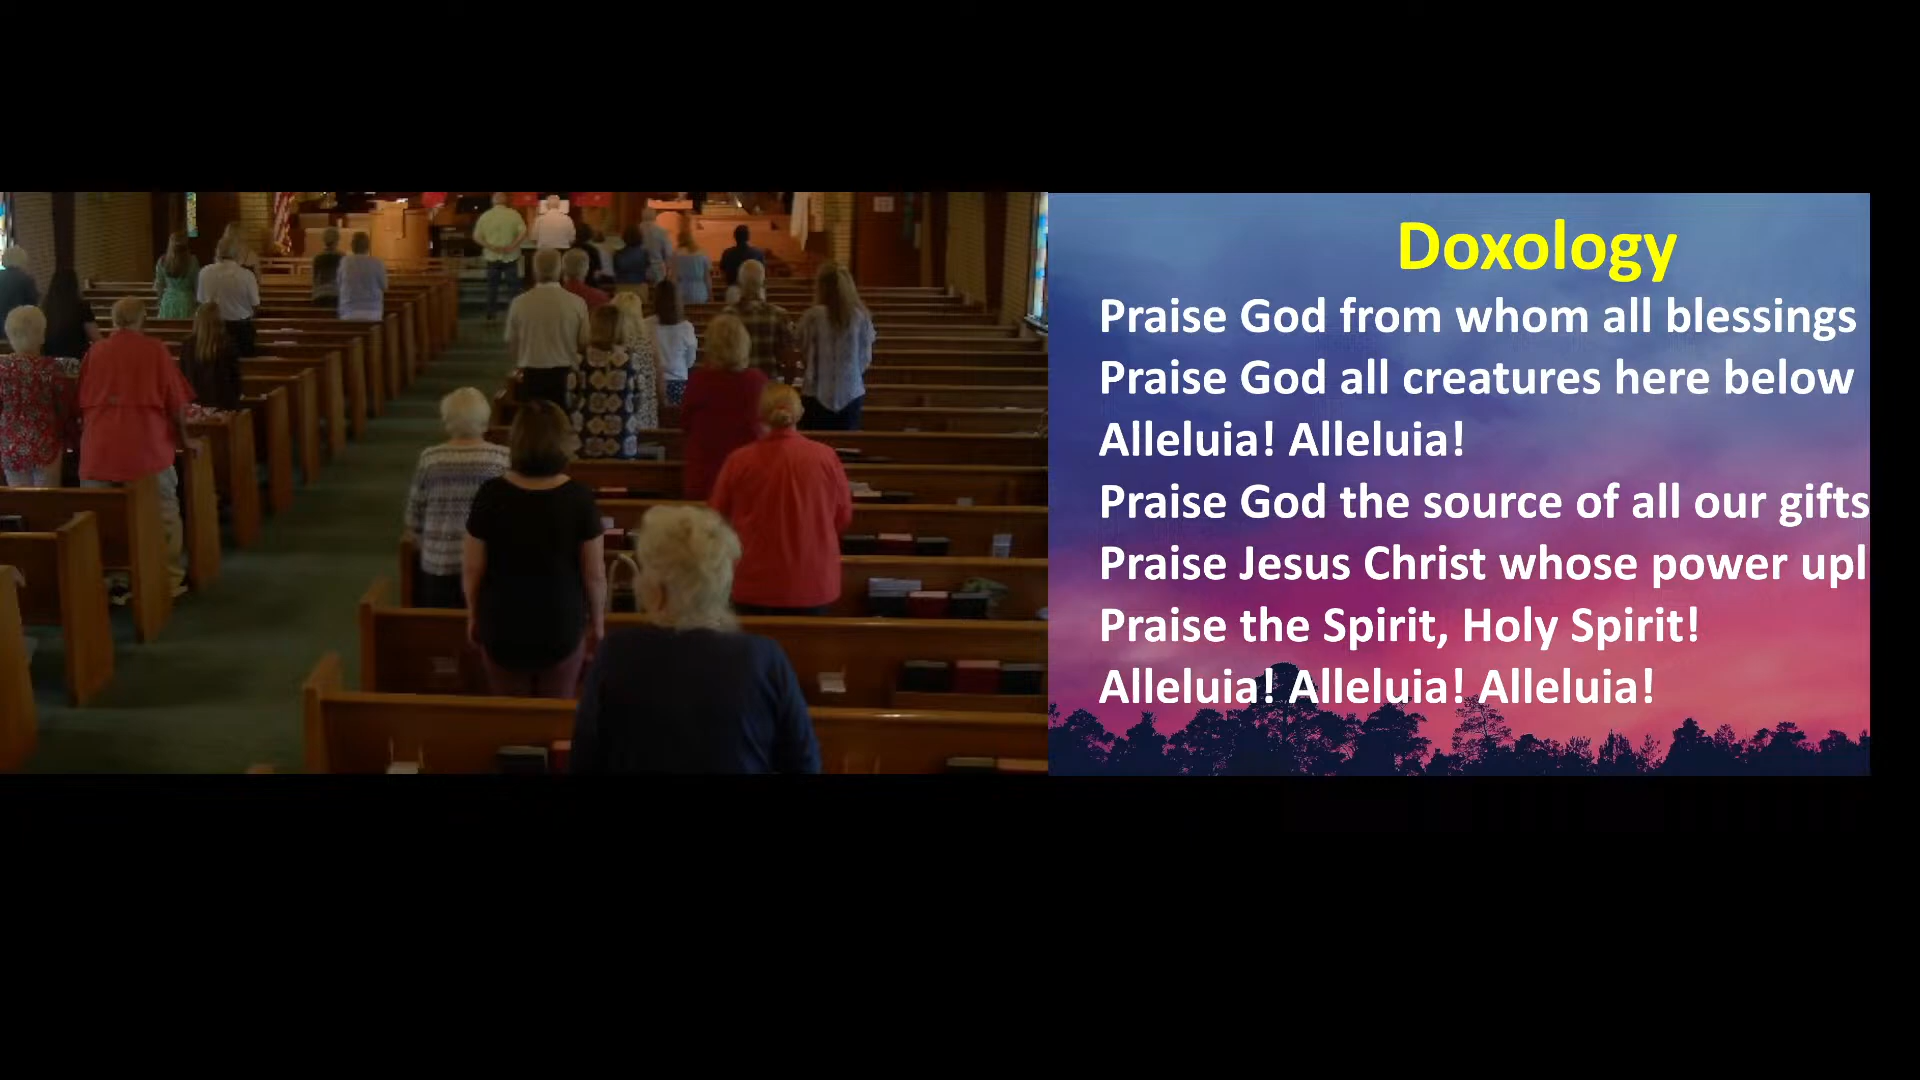 Doxology
Praise God from whom all blessings
Praise God all creatures here below
Alleluia! Alleluia!
Praise God the source of all our gifts
Praise Jesus Christ whose power upl
Praise the Spirit, Holy Spirit!
Alleluia! Alleluia! Alleluia!